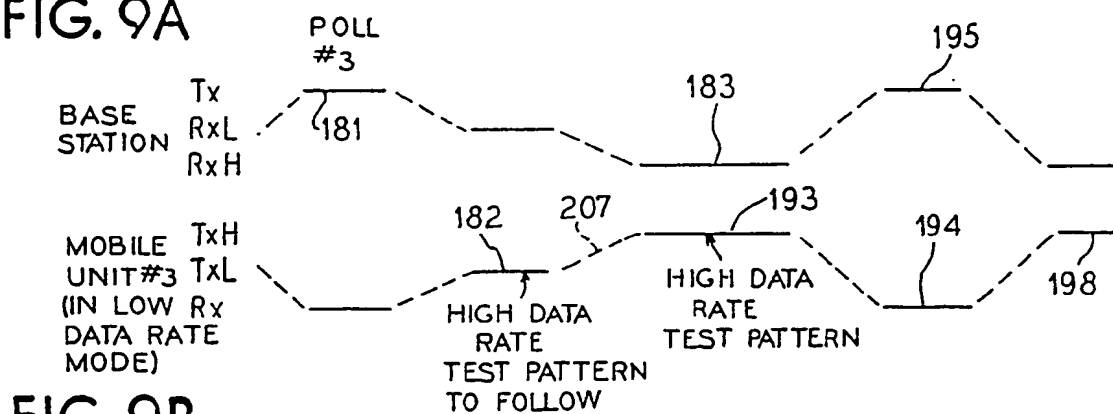 FIG. 9A
POLL
#3
195
BASE
STATION
Tx
RxL
RxH
181
183
MOBILE
UNIT#3
(IN LOW
DATA RATE
MODE)
TxH
TxL
Rx
182
207
193
194
198
HIGH DATA
RATE
TEST PATTERN
TO FOLLOW
HIGH DATA
RATE
TEST PATTERN
FIG. 9B